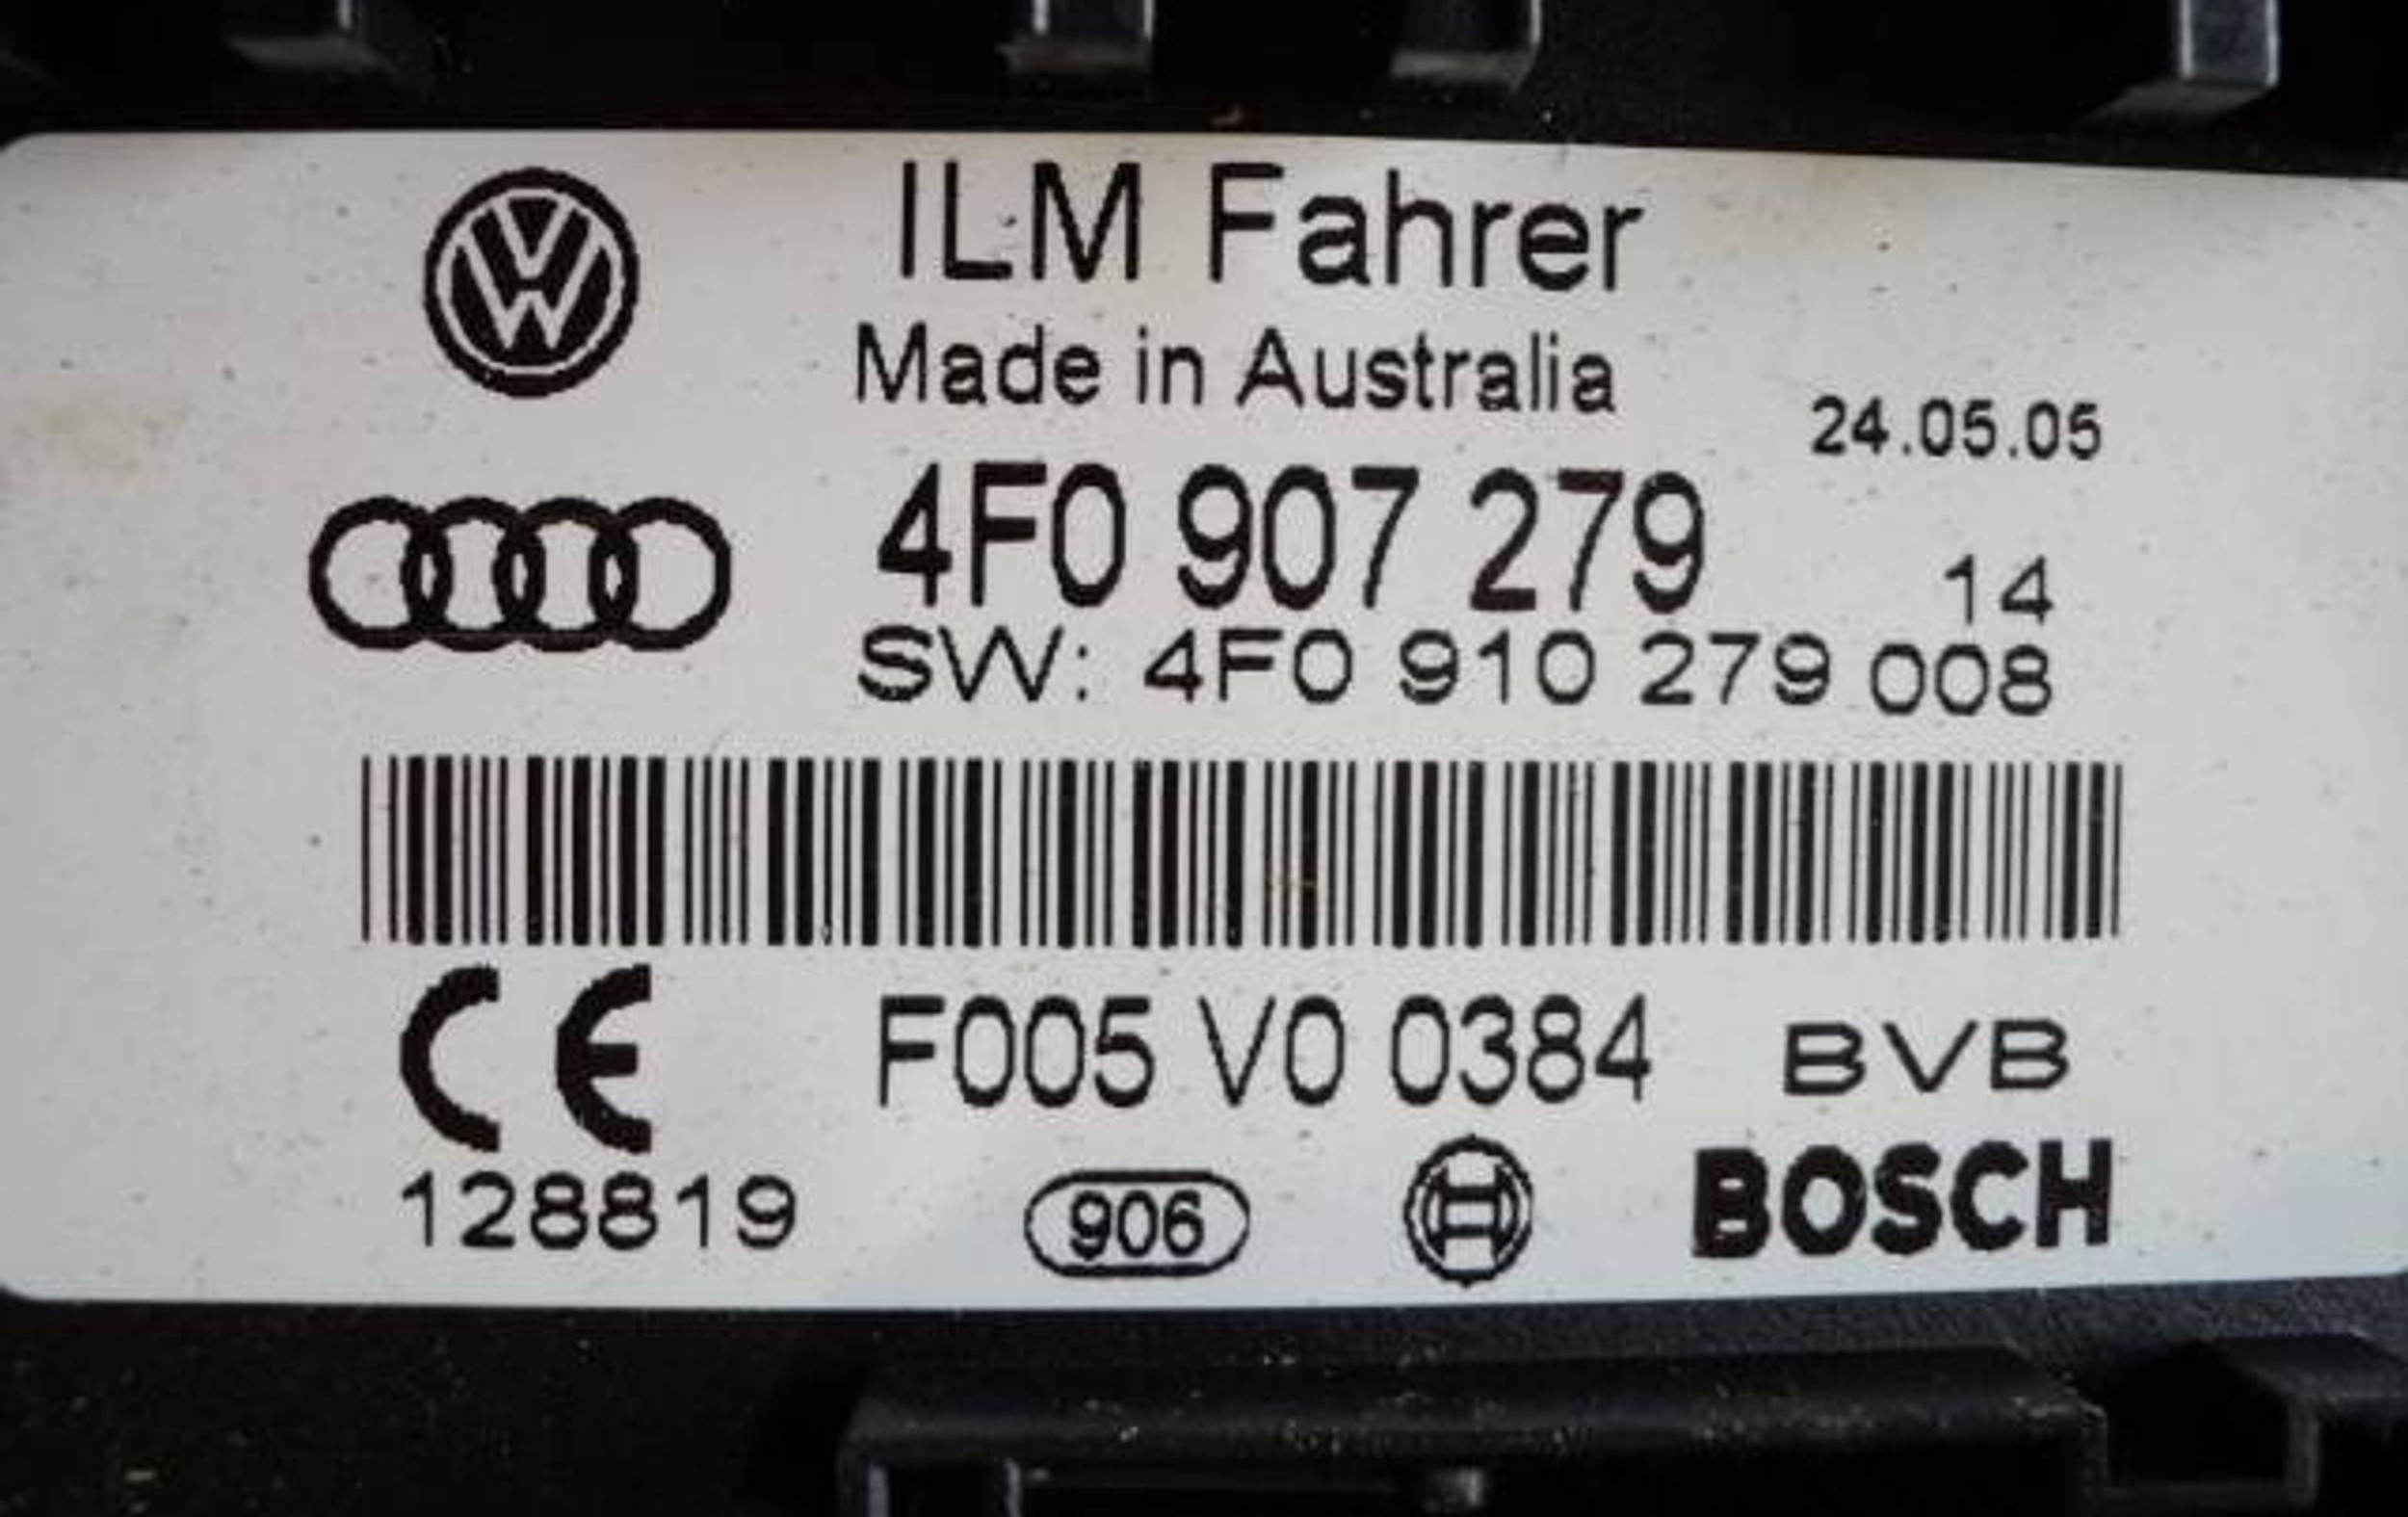 ILM Fahrer
Made in Australia
24.05.05
4F0 907 279
14
SW: 4F0 910 279 008
CE
F005 V0 0384 BVB
128819
906
BOSCH